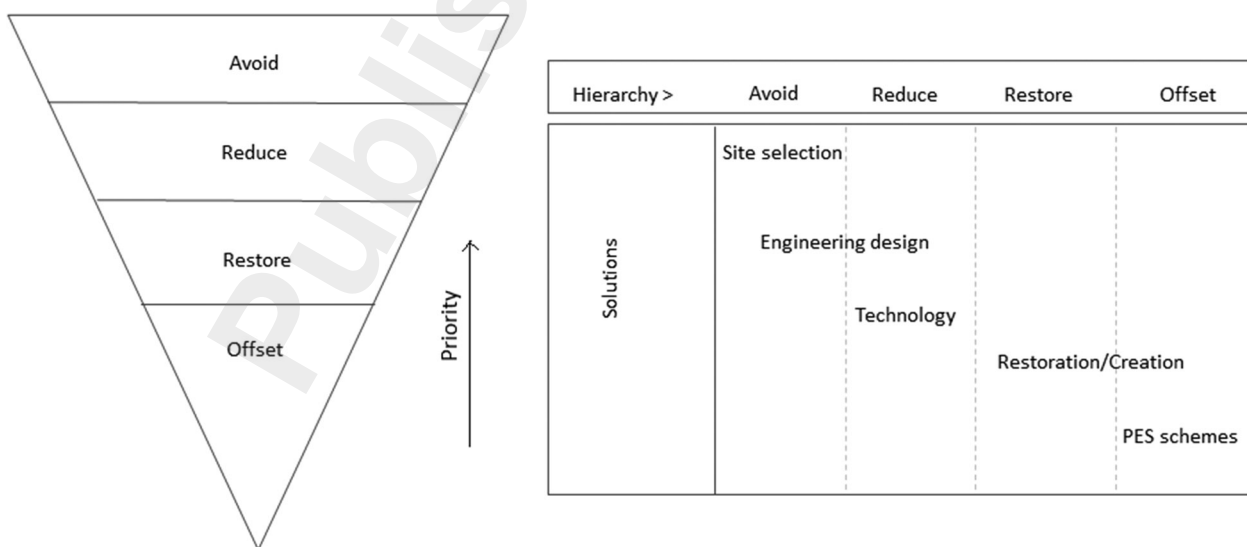 Avoid
Reduce
Restore
Offset
Priority
Hierarchy > Avoid Reduce Restore Offset
Solutions
Site selection
Engineering design
Technology
Restoration/Creation
PES schemes
Publis